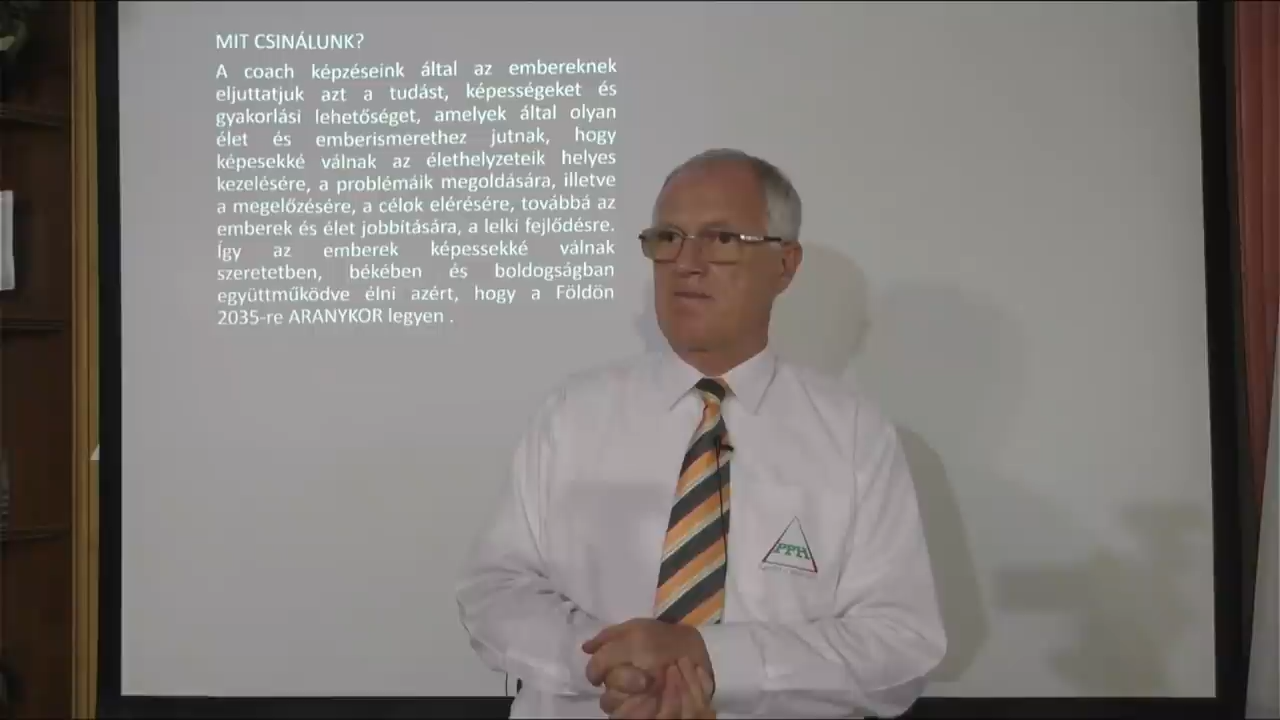 MIT CSINÁLUNK?
A coach képzéseink által az embereknek
eljuttatjuk azt a tudást, képességeket és
gyakorlási lehetőséget, amelyek által olyan
élet és emberismerethez jutnak, hogy
képesekké válnak az élethelyzeteik helyes
kezelésére, a problémáik megoldására, illetve
a megelőzésére, a célok elérésére, továbbá az
emberek és élet jobbítására, a lelki fejlődésre.
Így az emberek képessekké válnak
szeretetben, békében és boldogságban
együttműködve élni azért, hogy a Földön
2035-re ARANYKOR legyen .
PPH